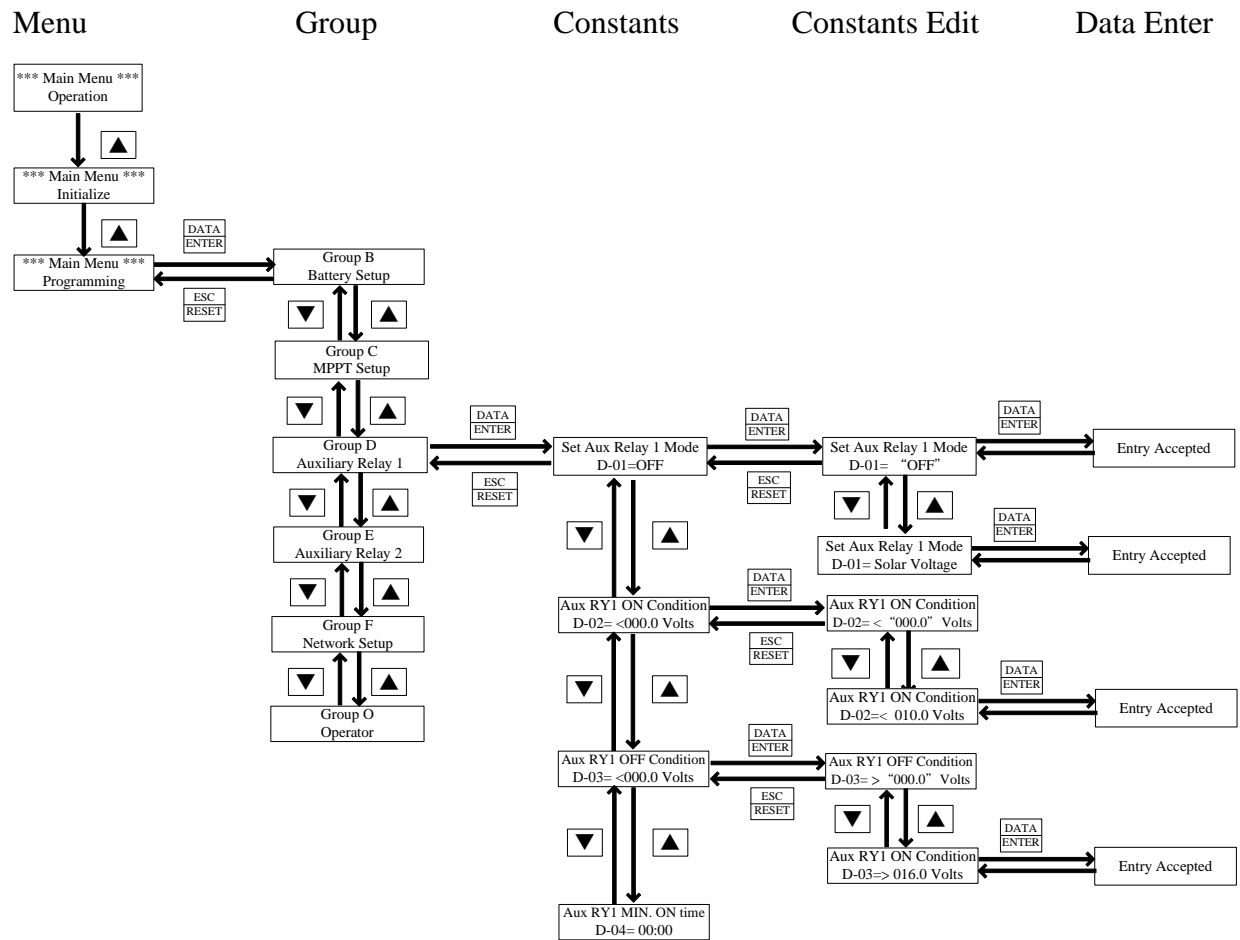 Menu Group Constants Constants Edit Data Enter
*** Main Menu ***
Operation
*** Main Menu ***
Initialize
*** Main Menu ***
Programming
DATA
ENTER
ESC
RESET
Group B
Battery Setup
Group C
MPPT Setup
Group D
Auxiliary Relay 1
Group E
Auxiliary Relay 2
Group F
Network Setup
Group O
Operator
DATA
ENTER
ESC
RESET
Set Aux Relay 1 Mode
D-01=OFF
Aux RY1 ON Condition
D-02= <000.0 Volts
Aux RY1 OFF Condition
D-03= <000.0 Volts
Aux RY1 MIN. ON time
D-04= 00:00
DATA
ENTER
ESC
RESET
DATA
ENTER
ESC
RESET
DATA
ENTER
ESC
RESET
Set Aux Relay 1 Mode
D-01= “OFF”
Set Aux Relay 1 Mode
D-01= Solar Voltage
Aux RY1 ON Condition
D-02= < “000.0” Volts
Aux RY1 ON Condition
D-02=< 010.0 Volts
Aux RY1 OFF Condition
D-03= > “000.0” Volts
Aux RY1 ON Condition
D-03=> 016.0 Volts
DATA
ENTER
Entry Accepted
DATA
ENTER
Entry Accepted
DATA
ENTER
Entry Accepted
DATA
ENTER
Entry Accepted